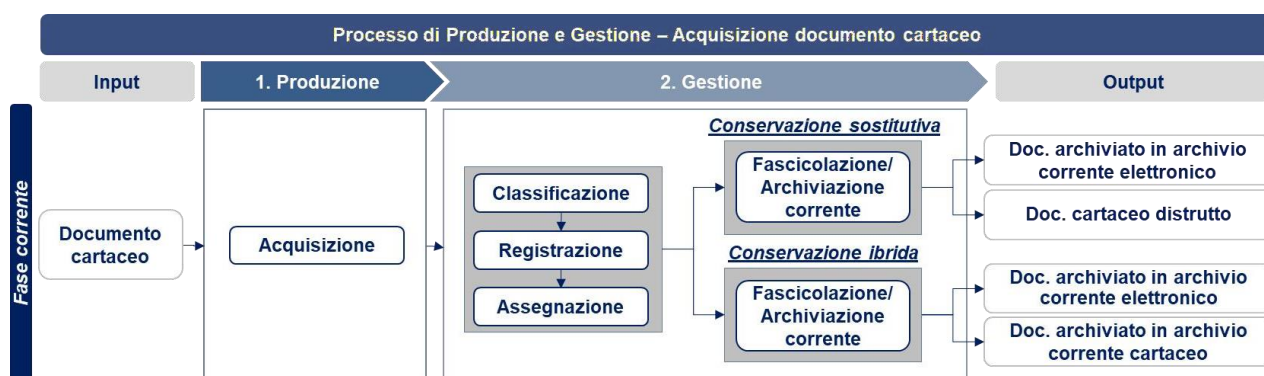 Processo di Produzione e Gestione – Acquisizione documento cartaceo
Input
1. Produzione
2. Gestione
Output
Fase corrente
Documento
cartaceo
Acquisizione
Classificazione
Registrazione
Assegnazione
Conservazione sostitutiva
Fascicolazione/
Archiviazione
corrente
Conservazione ibrida
Fascicolazione/
Archiviazione
corrente
Doc. archiviato in archivio
corrente elettronico
Doc. cartaceo distrutto
Doc. archiviato in archivio
corrente elettronico
Doc. archiviato in archivio
corrente cartaceo